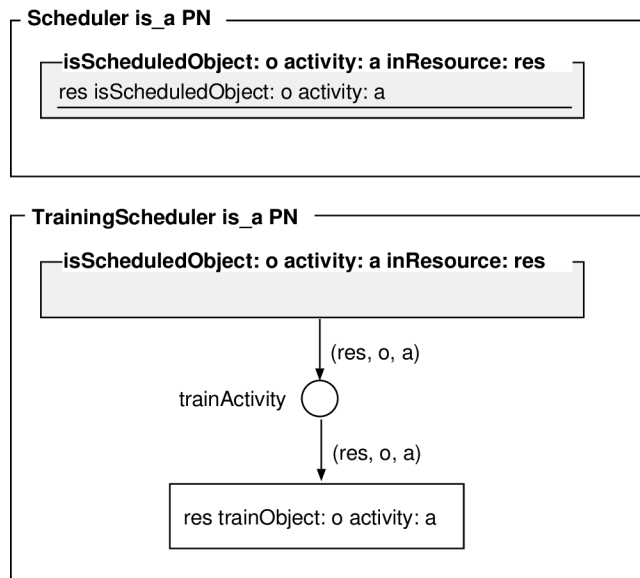 Scheduler is_a PN
isScheduledObject: o activity: a inResource: res
res isScheduledObject: o activity: a
TrainingScheduler is_a PN
isScheduledObject: o activity: a inResource: res
(res, o, a)
trainActivity
(res, o, a)
res trainObject: o activity: a